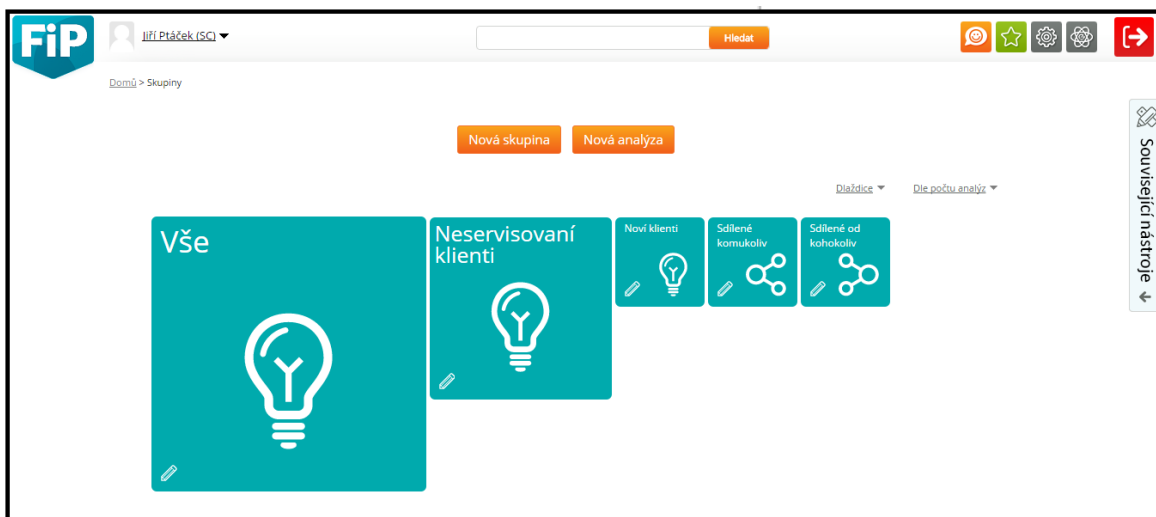 FiP
Jiří Ptáček (SC)
Hledat
Domů > Skupiny
Nová skupina
Nová analýza
Dlaždice
Dle počtu analýz
Vše
Neservisovaní
klienti
Noví klienti
Sdílené
komukoliv
Sdílené od
kohokoliv
Související nástroje